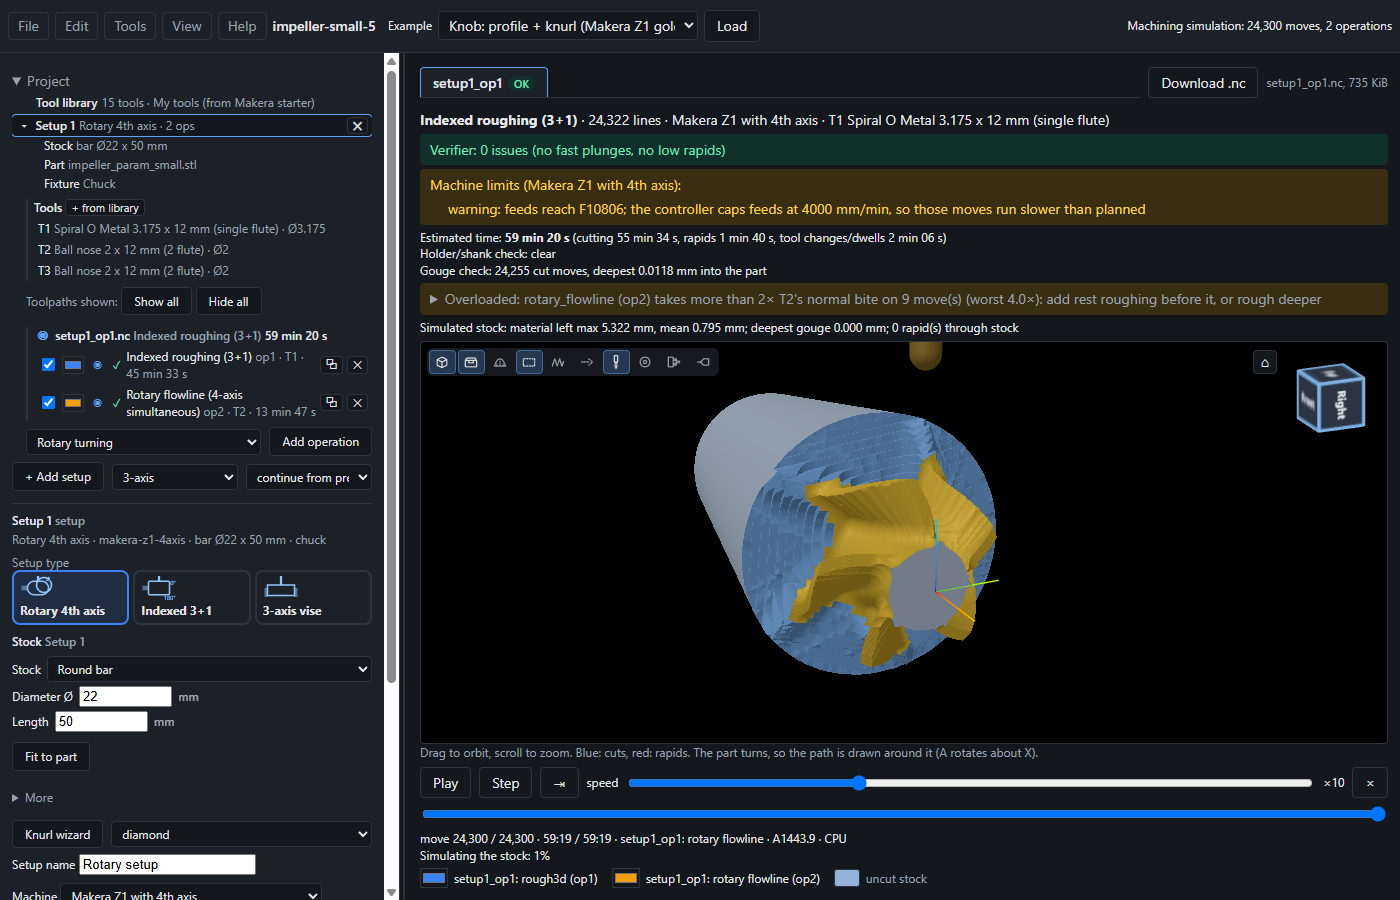 File Edit Tools View Help impeller-small-5 Example Knob: profile + knurl (Makera Z1 gol Load Machining simulation: 24,300 moves, 2 operations
Project
Tool library 15 tools · My tools (from Makera starter)
Setup 1 Rotary 4th axis · 2 ops
Stock bar Ø22 x 50 mm
Part impeller_param_small.stl
Fixture Chuck
Tools + from library
T1 Spiral O Metal 3.175 x 12 mm (single flute) · Ø3.175
T2 Ball nose 2 x 12 mm (2 flute) · Ø2
T3 Ball nose 2 x 12 mm (2 flute) · Ø2
Toolpaths shown: Show all Hide all
setup1_op1.nc Indexed roughing (3+1) 59 min 20 s
Indexed roughing (3+1) op1 · T1 ·
45 min 33 s
Rotary flowline (4-axis
simultaneous) op2 · T2 · 13 min 47 s
Rotary turning Add operation
+ Add setup 3-axis continue from pre
Setup 1 setup
Rotary 4th axis · makera-z1-4axis · bar Ø22 x 50 mm · chuck
Setup type
Rotary 4th axis Indexed 3+1 3-axis vise
Stock Setup 1
Stock Round bar
Diameter Ø 22 mm
Length 50 mm
Fit to part
More
Knurl wizard diamond
Setup name Rotary setup
Machine Makera Z1 with 4th axis
setup1_op1 OK Download .nc setup1_op1.nc, 735 KiB
Indexed roughing (3+1) · 24,322 lines · Makera Z1 with 4th axis · T1 Spiral O Metal 3.175 x 12 mm (single flute)
Verifier: 0 issues (no fast plunges, no low rapids)
Machine limits (Makera Z1 with 4th axis):
warning: feeds reach F10806; the controller caps feeds at 4000 mm/min, so those moves run slower than planned
Estimated time: 59 min 20 s (cutting 55 min 34 s, rapids 1 min 40 s, tool changes/dwells 2 min 06 s)
Holder/shank check: clear
Gouge check: 24,255 cut moves, deepest 0.0118 mm into the part
Overloaded: rotary_flowline (op2) takes more than 2× T2's normal bite on 9 move(s) (worst 4.0×): add rest roughing before it, or rough deeper
Simulated stock: material left max 5.322 mm, mean 0.795 mm; deepest gouge 0.000 mm; 0 rapid(s) through stock
Right
Drag to orbit, scroll to zoom. Blue: cuts, red: rapids. The part turns, so the path is drawn around it (A rotates about X).
Play Step speed ×10
move 24,300 / 24,300 · 59:19 / 59:19 · setup1_op1: rotary flowline · A1443.9 · CPU
Simulating the stock: 1%
setup1_op1: rough3d (op1) setup1_op1: rotary flowline (op2) uncut stock